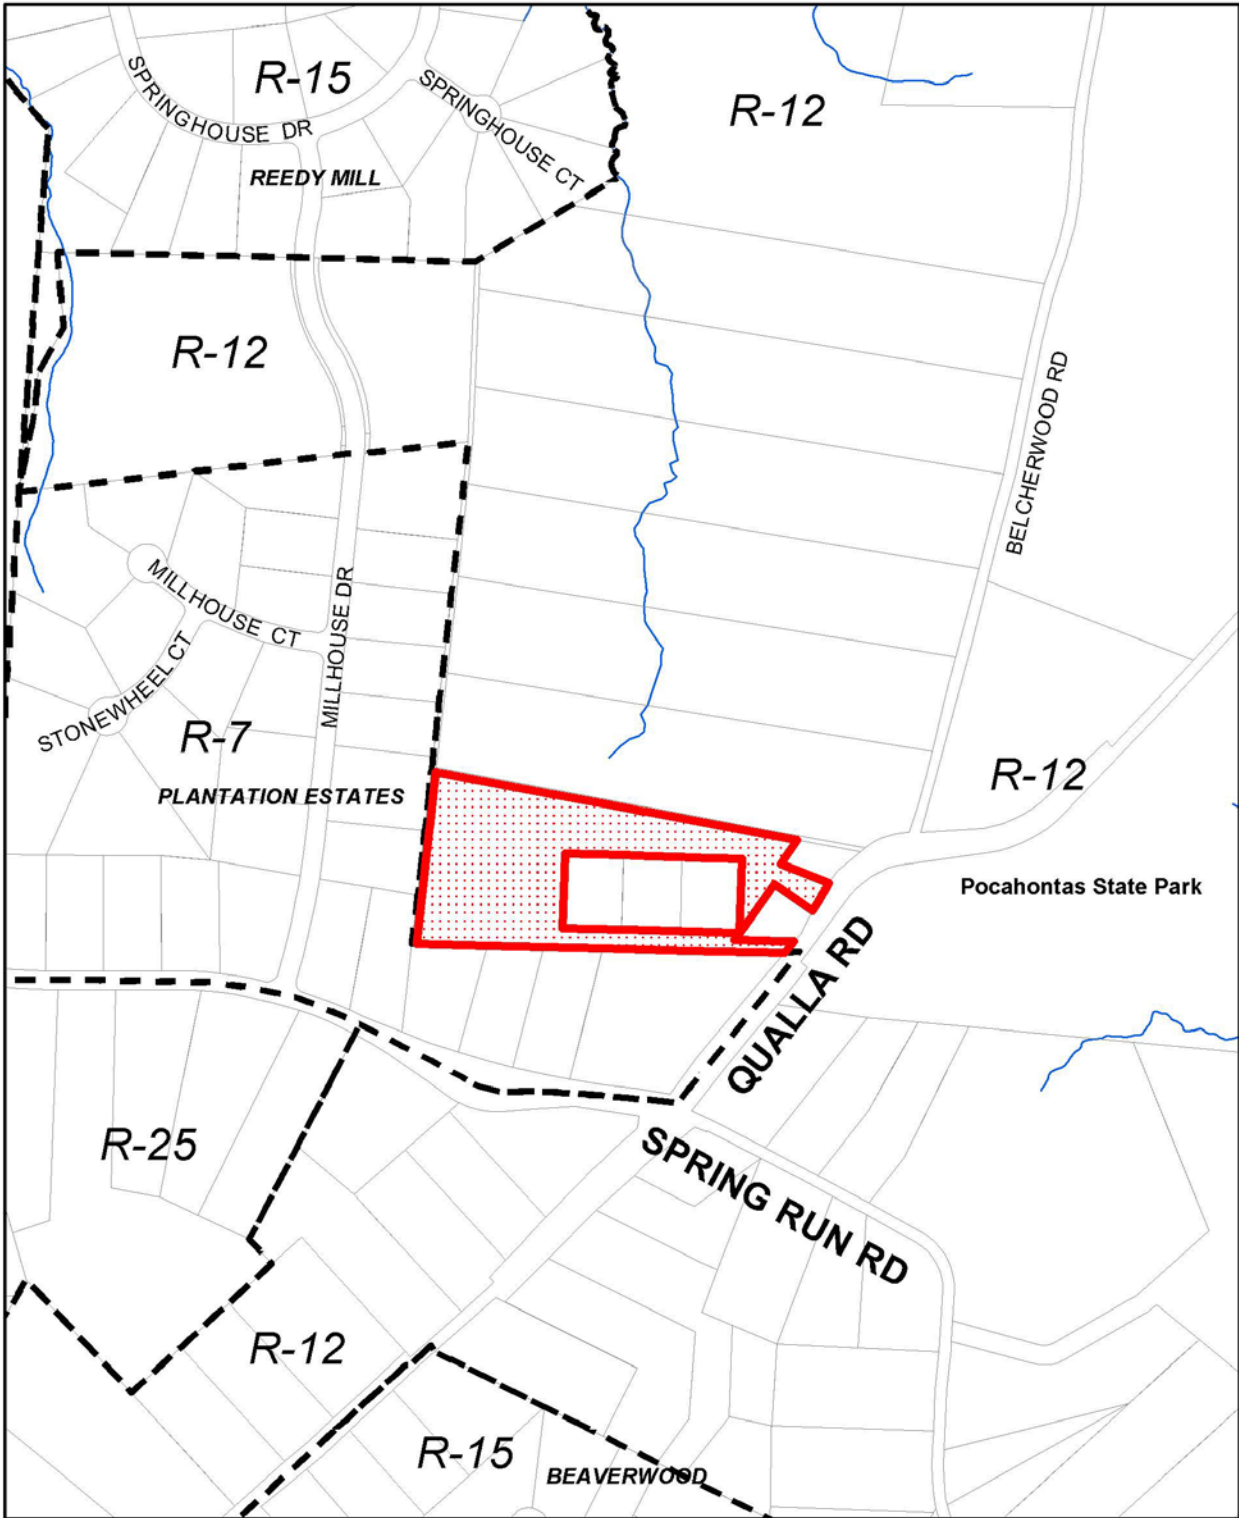 R-15
SPRINGHOUSE DR
SPRINGHOUSE CT
R-12
REEDY MILL
R-12
BELCHERWOOD RD
MILLHOUSE CT
MILLHOUSE DR
STONEWHEEL CT
R-7
PLANTATION ESTATES
R-12
Pocahontas State Park
QUALLA RD
R-25
SPRING RUN RD
R-12
R-15
BEAVERWOOD